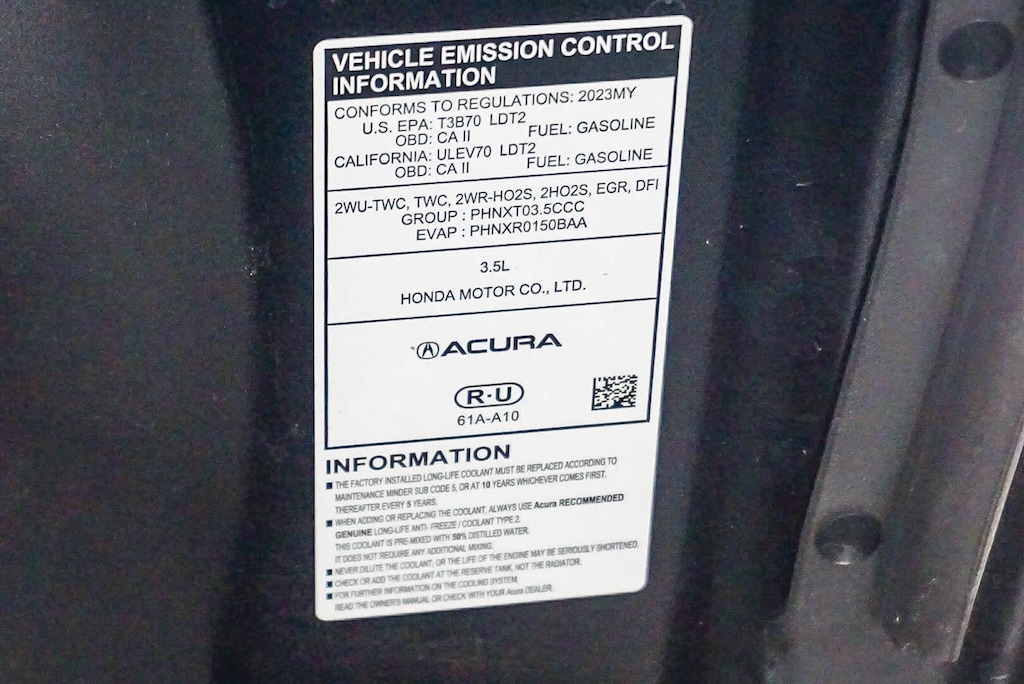 VEHICLE EMISSION CONTROL
INFORMATION
CONFORMS TO REGULATIONS: 2023MY
U.S. EPA: T3B70 LDT2
OBD: CA II FUEL: GASOLINE
CALIFORNIA: ULEV70 LDT2
OBD: CA II FUEL: GASOLINE
2WU-TWC, TWC, 2WR-HO2S, 2HO2S, EGR, DFI
GROUP : PHNXT03.5CCC
EVAP : PHNXR0150BAA
3.5L
HONDA MOTOR CO., LTD.
ACURA
R·U
61A-A10
INFORMATION
■ THE FACTORY INSTALLED LONG-LIFE COOLANT MUST BE REPLACED ACCORDING TO
MAINTENANCE MINDER SUB CODE 5, OR AT 10 YEARS WHICHEVER COMES FIRST.
THEREAFTER EVERY 5 YEARS.
■ WHEN ADDING OR REPLACING THE COOLANT, ALWAYS USE Acura RECOMMENDED
GENUINE LONG-LIFE ANTI- FREEZE / COOLANT TYPE 2.
THIS COOLANT IS PRE-MIXED WITH 50% DISTILLED WATER.
IT DOES NOT REQUIRE ANY ADDITIONAL MIXING.
■ NEVER DILUTE THE COOLANT, OR THE LIFE OF THE ENGINE MAY BE SERIOUSLY SHORTENED.
■ CHECK OR ADD THE COOLANT AT THE RESERVE TANK, NOT THE RADIATOR.
■ FOR FURTHER INFORMATION ON THE COOLING SYSTEM,
READ THE OWNER'S MANUAL OR CHECK WITH YOUR Acura DEALER.